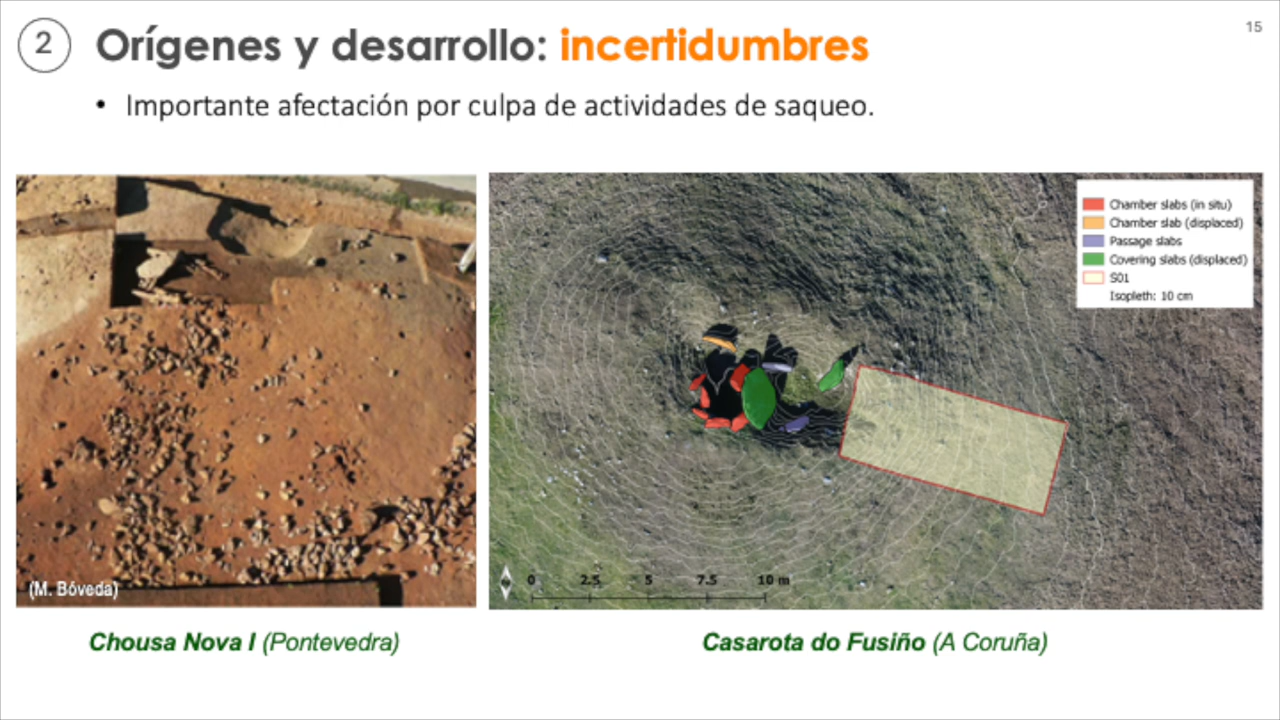 2
Orígenes y desarrollo: incertidumbres
15
• Importante afectación por culpa de actividades de saqueo.
Chamber slabs (in situ)
Chamber slab (displaced)
Passage slabs
Covering slabs (displaced)
S01
Isopleth: 10 cm
(M. Bóveda)
0 2.5 5 7.5 10 m
Chousa Nova I (Pontevedra)
Casarota do Fusiño (A Coruña)